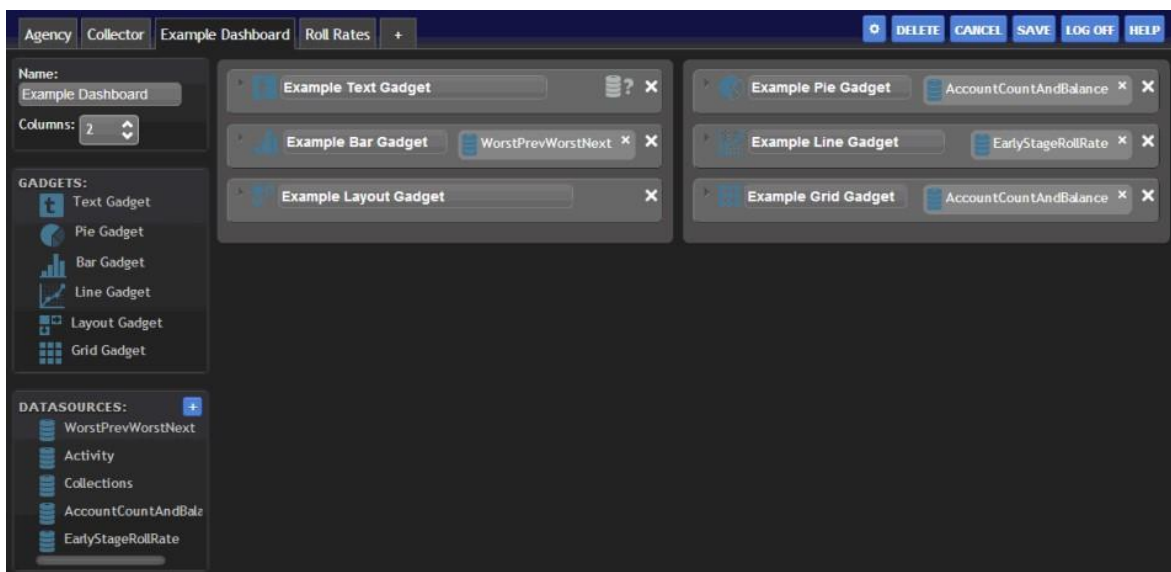 Agency Collector Example Dashboard Roll Rates + DELETE CANCEL SAVE LOG OFF HELP
Name:
Example Dashboard
Columns: 2
GADGETS:
t Text Gadget
Pie Gadget
Bar Gadget
Line Gadget
Layout Gadget
Grid Gadget
DATASOURCES: +
WorstPrevWorstNext
Activity
Collections
AccountCountAndBala
EarlyStageRollRate
Example Text Gadget ? ×
Example Bar Gadget WorstPrevWorstNext × ×
Example Layout Gadget ×
Example Pie Gadget AccountCountAndBalance × ×
Example Line Gadget EarlyStageRollRate × ×
Example Grid Gadget AccountCountAndBalance × ×